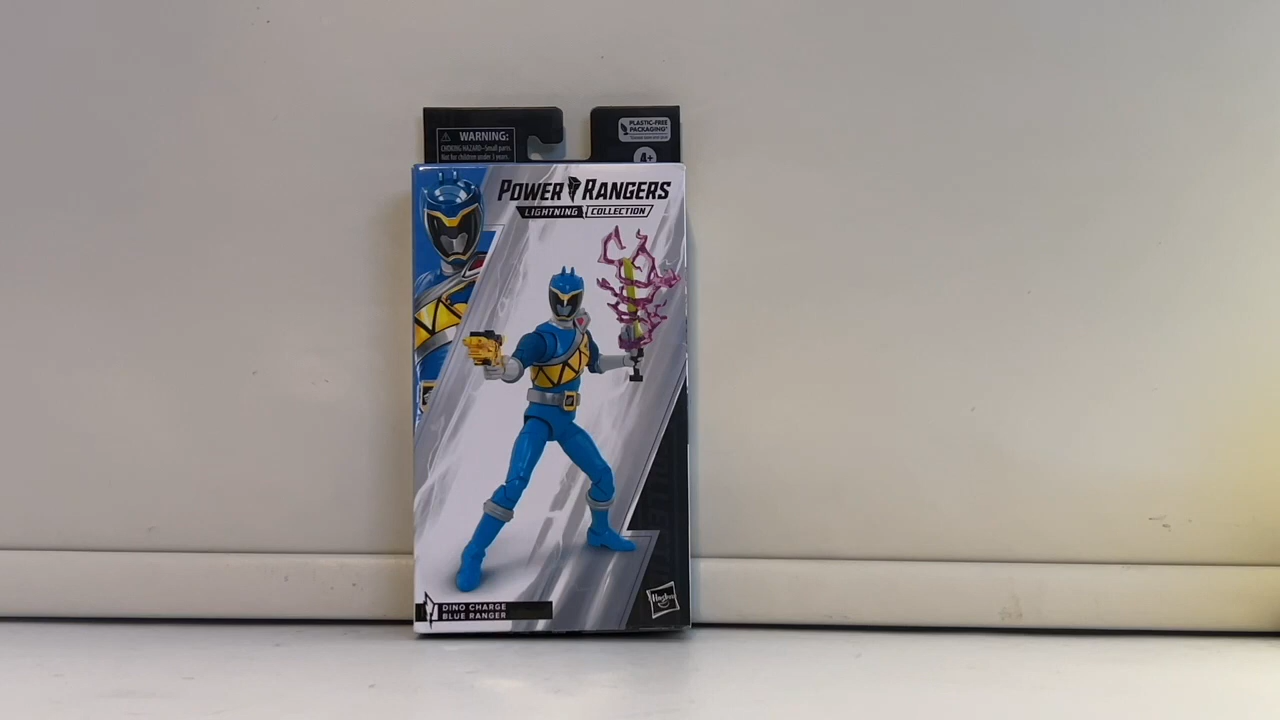 ⚠ WARNING:
CHOKING HAZARD–Small parts.
Not for children under 3 years.
PLASTIC-FREE
PACKAGING*
4+
POWER RANGERS
LIGHTNING COLLECTION
DINO CHARGE
BLUE RANGER
Hasbro